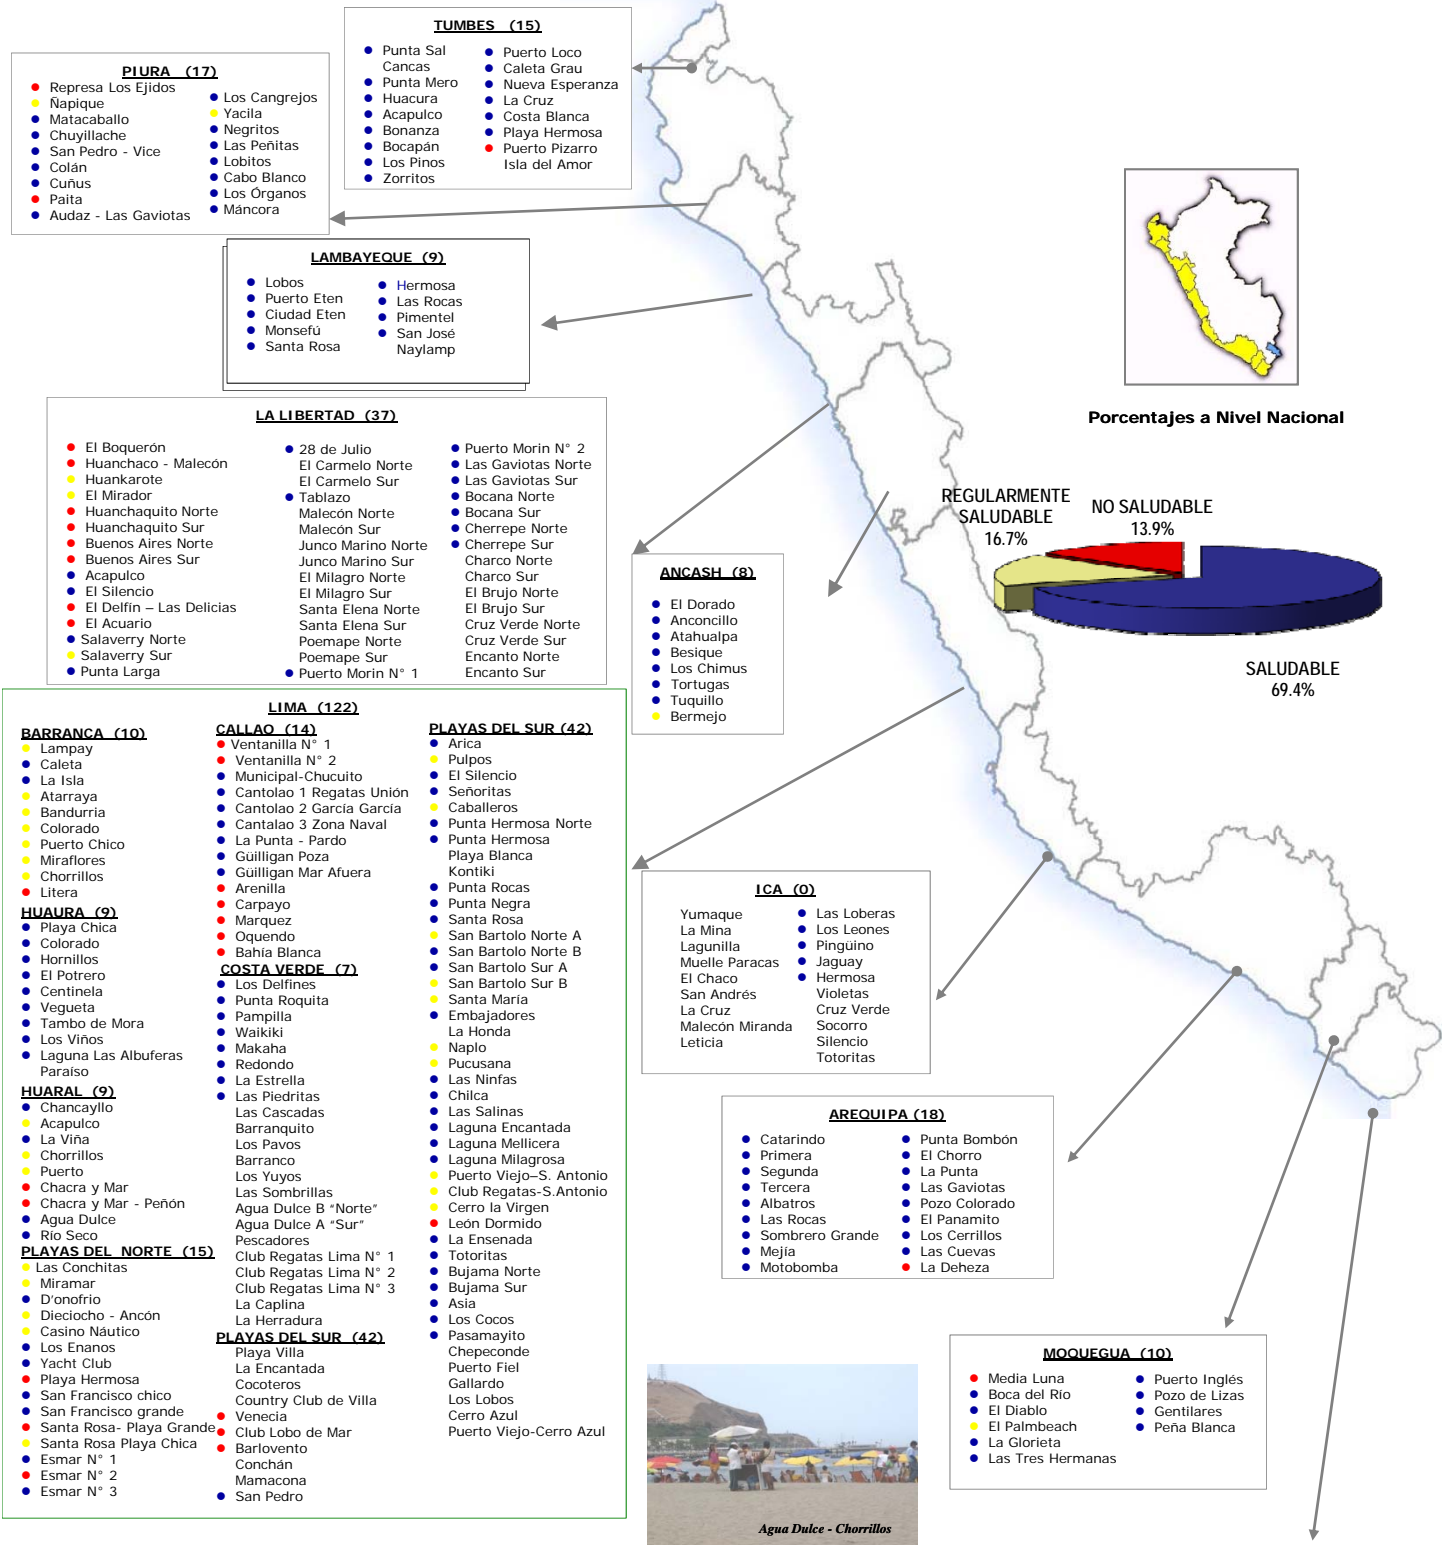 TUMBES (15)
Punta Sal
Cancas
Punta Mero
Huacura
Acapulco
Bonanza
Bocapán
Los Pinos
Zorritos
Puerto Loco
Caleta Grau
Nueva Esperanza
La Cruz
Costa Blanca
Playa Hermosa
Puerto Pizarro
Isla del Amor
PIURA (17)
Represa Los Ejidos
Ñapique
Matacaballo
Chuyillache
San Pedro - Vice
Colán
Cuñus
Paita
Audaz - Las Gaviotas
Los Cangrejos
Yacila
Negritos
Las Peñitas
Lobitos
Cabo Blanco
Los Órganos
Máncora
LAMBAYEQUE (9)
Lobos
Puerto Eten
Ciudad Eten
Monsefú
Santa Rosa
Hermosa
Las Rocas
Pimentel
San José
Naylamp
Porcentajes a Nivel Nacional
REGULARMENTE
SALUDABLE
16.7%
NO SALUDABLE
13.9%
SALUDABLE
69.4%
LA LIBERTAD (37)
El Boquerón
Huanchaco - Malecón
Huankarote
El Mirador
Huanchaquito Norte
Huanchaquito Sur
Buenos Aires Norte
Buenos Aires Sur
Acapulco
El Silencio
El Delfín – Las Delicias
El Acuario
Salaverry Norte
Salaverry Sur
Punta Larga
28 de Julio
El Carmelo Norte
El Carmelo Sur
Tablazo
Malecón Norte
Malecón Sur
Junco Marino Norte
Junco Marino Sur
El Milagro Norte
El Milagro Sur
Santa Elena Norte
Santa Elena Sur
Poemape Norte
Poemape Sur
Puerto Morin N° 1
Puerto Morin N° 2
Las Gaviotas Norte
Las Gaviotas Sur
Bocana Norte
Bocana Sur
Cherrepe Norte
Cherrepe Sur
Charco Norte
Charco Sur
El Brujo Norte
El Brujo Sur
Cruz Verde Norte
Cruz Verde Sur
Encanto Norte
Encanto Sur
ANCASH (8)
El Dorado
Anconcillo
Atahualpa
Besique
Los Chimus
Tortugas
Tuquillo
Bermejo
LIMA (122)
BARRANCA (10)
Lampay
Caleta
La Isla
Atarraya
Bandurria
Colorado
Puerto Chico
Miraflores
Chorrillos
Litera
HUAURA (9)
Playa Chica
Colorado
Hornillos
El Potrero
Centinela
Vegueta
Tambo de Mora
Los Viños
Laguna Las Albuferas
Paraíso
HUARAL (9)
Chancayllo
Acapulco
La Viña
Chorrillos
Puerto
Chacra y Mar
Chacra y Mar - Peñón
Agua Dulce
Río Seco
PLAYAS DEL NORTE (15)
Las Conchitas
Miramar
D'onofrio
Dieciocho - Ancón
Casino Náutico
Los Enanos
Yacht Club
Playa Hermosa
San Francisco chico
San Francisco grande
Santa Rosa- Playa Grande
Santa Rosa Playa Chica
Esmar N° 1
Esmar N° 2
Esmar N° 3
CALLAO (14)
Ventanilla N° 1
Ventanilla N° 2
Municipal-Chucuito
Cantolao 1 Regatas Unión
Cantolao 2 García García
Cantalao 3 Zona Naval
La Punta - Pardo
Güilligan Poza
Güilligan Mar Afuera
Arenilla
Carpayo
Marquez
Oquendo
Bahía Blanca
COSTA VERDE (7)
Los Delfines
Punta Roquita
Pampilla
Waikiki
Makaha
Redondo
La Estrella
Las Piedritas
Las Cascadas
Barranquito
Los Pavos
Barranco
Los Yuyos
Las Sombrillas
Agua Dulce B "Norte"
Agua Dulce A "Sur"
Pescadores
Club Regatas Lima N° 1
Club Regatas Lima N° 2
Club Regatas Lima N° 3
La Caplina
La Herradura
PLAYAS DEL SUR (42)
Playa Villa
La Encantada
Cocoteros
Country Club de Villa
Venecia
Club Lobo de Mar
Barlovento
Conchán
Mamacona
San Pedro
PLAYAS DEL SUR (42)
Arica
Pulpos
El Silencio
Señoritas
Caballeros
Punta Hermosa Norte
Punta Hermosa
Playa Blanca
Kontiki
Punta Rocas
Punta Negra
Santa Rosa
San Bartolo Norte A
San Bartolo Norte B
San Bartolo Sur A
San Bartolo Sur B
Santa María
Embajadores
La Honda
Naplo
Pucusana
Las Ninfas
Chilca
Las Salinas
Laguna Encantada
Laguna Mellicera
Laguna Milagrosa
Puerto Viejo–S. Antonio
Club Regatas-S.Antonio
Cerro la Virgen
León Dormido
La Ensenada
Totoritas
Bujama Norte
Bujama Sur
Asia
Los Cocos
Pasamayito
Chepeconde
Puerto Fiel
Gallardo
Los Lobos
Cerro Azul
Puerto Viejo-Cerro Azul
ICA (0)
Yumaque
La Mina
Lagunilla
Muelle Paracas
El Chaco
San Andrés
La Cruz
Malecón Miranda
Leticia
Las Loberas
Los Leones
Pingüino
Jaguay
Hermosa
Violetas
Cruz Verde
Socorro
Silencio
Totoritas
AREQUIPA (18)
Catarindo
Primera
Segunda
Tercera
Albatros
Las Rocas
Sombrero Grande
Mejía
Motobomba
Punta Bombón
El Chorro
La Punta
Las Gaviotas
Pozo Colorado
El Panamito
Los Cerrillos
Las Cuevas
La Deheza
MOQUEGUA (10)
Media Luna
Boca del Río
El Diablo
El Palmbeach
La Glorieta
Las Tres Hermanas
Puerto Inglés
Pozo de Lizas
Gentilares
Peña Blanca
Agua Dulce - Chorrillos